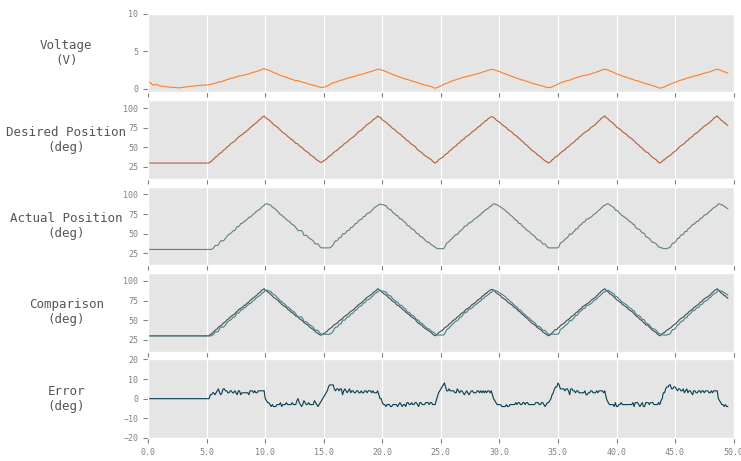 Voltage
(V)
10
5
0
Desired Position
(deg)
100
75
50
25
Actual Position
(deg)
100
75
50
25
Comparison
(deg)
100
75
50
25
Error
(deg)
20
10
0
−10
−20
0.0 5.0 10.0 15.0 20.0 25.0 30.0 35.0 40.0 45.0 50.0